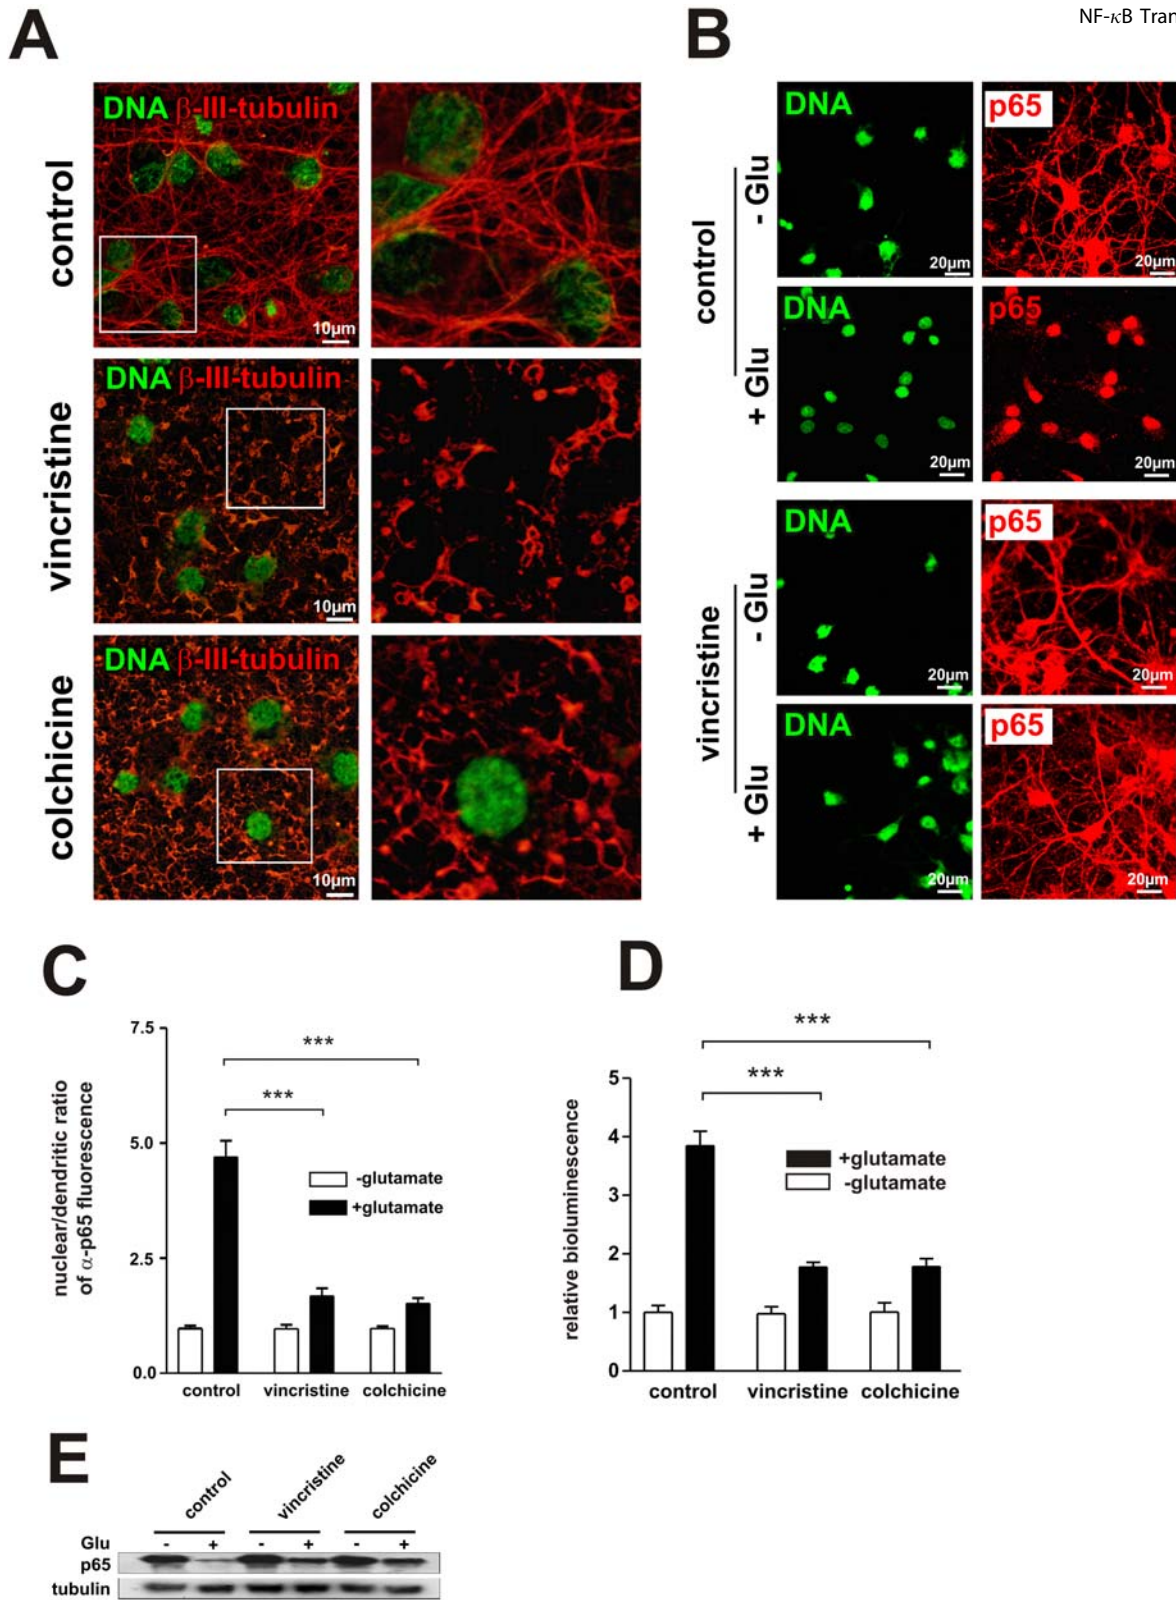 NF-κB Tran
A
B
DNA β-III-tubulin
control
10µm
DNA β-III-tubulin
vincristine
10µm
DNA β-III-tubulin
colchicine
10µm
control
- Glu
DNA
20µm
p65
20µm
+ Glu
DNA
20µm
p65
20µm
vincristine
- Glu
DNA
20µm
p65
20µm
+ Glu
DNA
20µm
p65
20µm
C
nuclear/dendritic ratio
of α-p65 fluorescence
7.5
5.0
2.5
0.0
***
***
-glutamate
+glutamate
control vincristine colchicine
D
relative bioluminescence
5
4
3
2
1
0
***
***
+glutamate
-glutamate
control vincristine colchicine
E
control vincristine colchicine
Glu - + - + - +
p65
tubulin